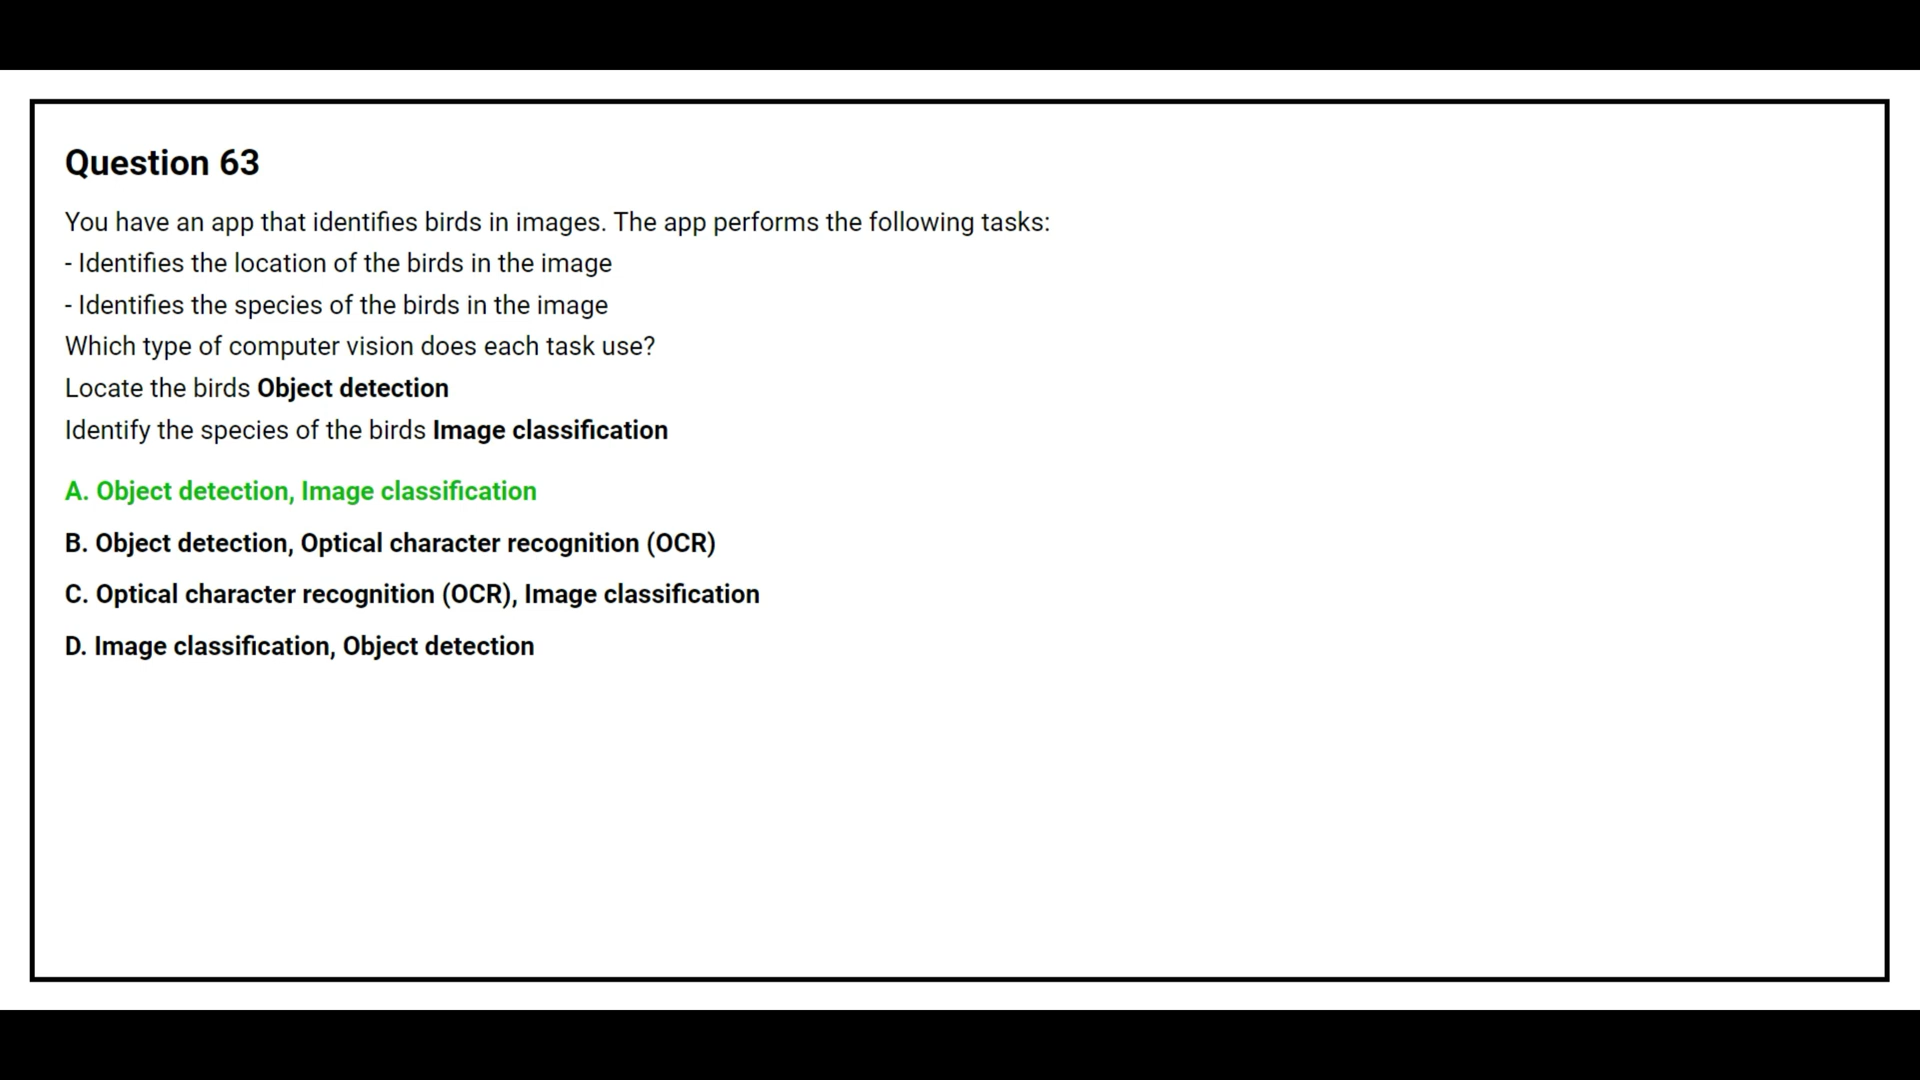 Question 63
You have an app that identifies birds in images. The app performs the following tasks:
- Identifies the location of the birds in the image
- Identifies the species of the birds in the image
Which type of computer vision does each task use?
Locate the birds Object detection
Identify the species of the birds Image classification
A. Object detection, Image classification
B. Object detection, Optical character recognition (OCR)
C. Optical character recognition (OCR), Image classification
D. Image classification, Object detection